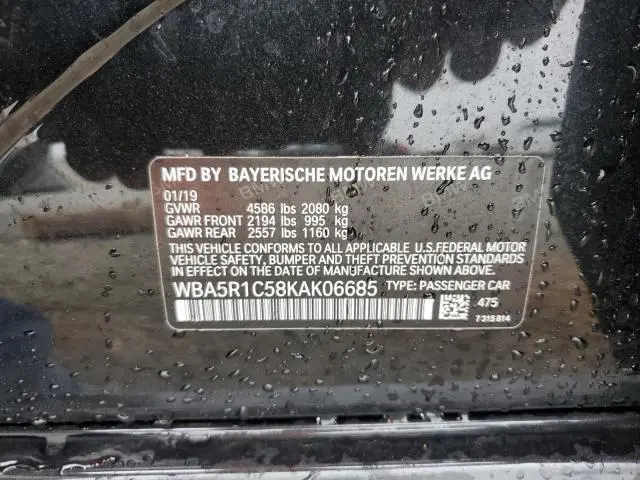 MFD BY BAYERISCHE MOTOREN WERKE AG
01/19
GVWR 4586 lbs 2080 kg
GAWR FRONT 2194 lbs 995 kg
GAWR REAR 2557 lbs 1160 kg
THIS VEHICLE CONFORMS TO ALL APPLICABLE U.S.FEDERAL MOTOR
VEHICLE SAFETY, BUMPER AND THEFT PREVENTION STANDARDS
IN EFFECT ON THE DATE OF MANUFACTURE SHOWN ABOVE.
WBA5R1C58KAK06685 TYPE: PASSENGER CAR
475
7315814